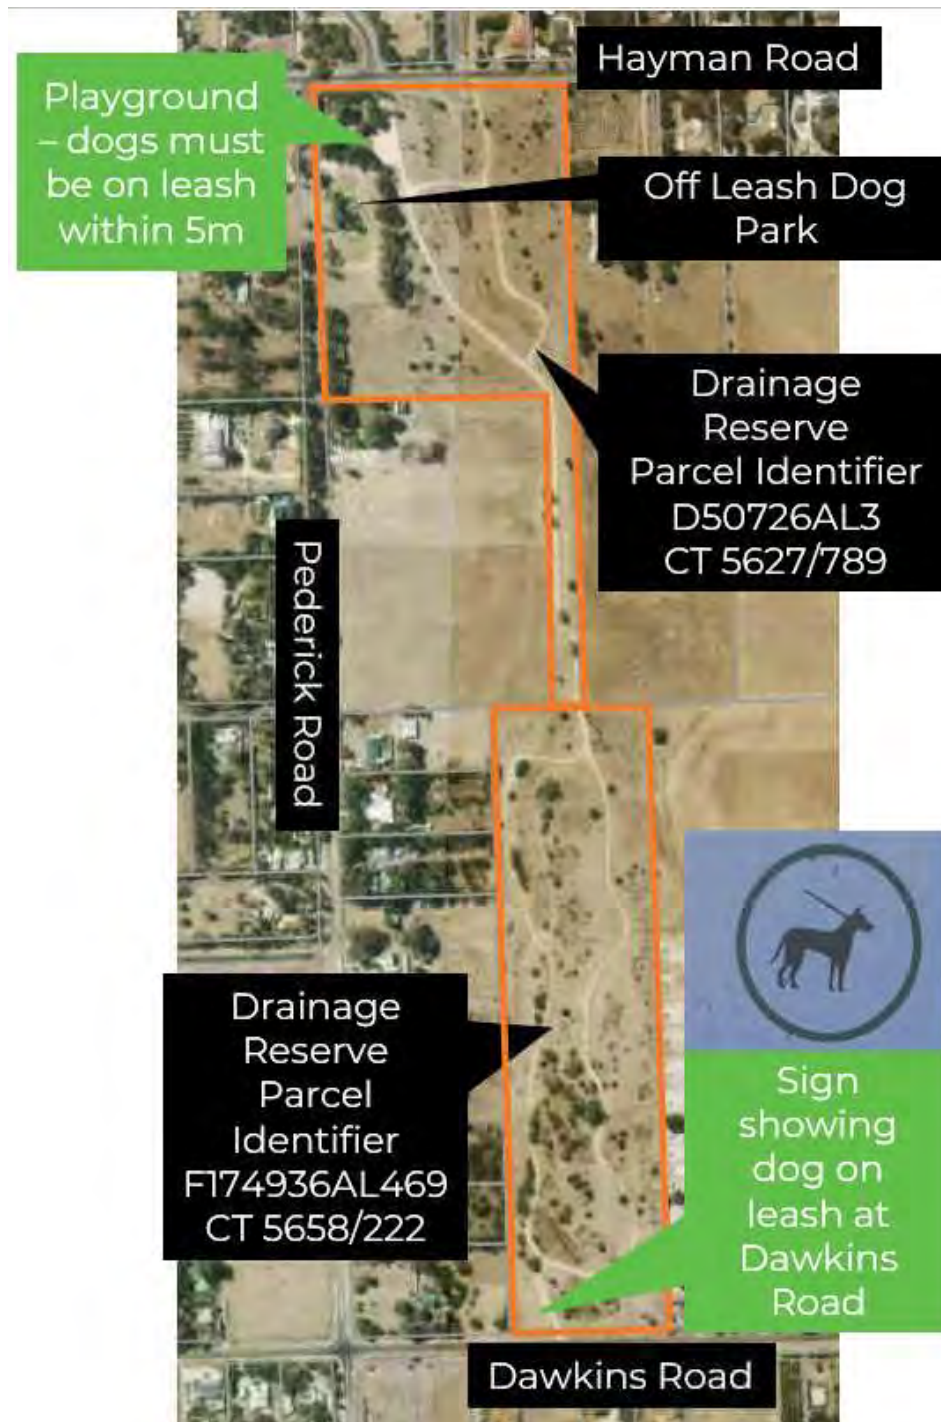 Hayman Road
Playground
– dogs must
be on leash
within 5m
Off Leash Dog
Park
Drainage
Reserve
Parcel Identifier
D50726AL3
CT 5627/789
Pederick Road
Drainage
Reserve
Parcel
Identifier
F174936AL469
CT 5658/222
Sign
showing
dog on
leash at
Dawkins
Road
Dawkins Road